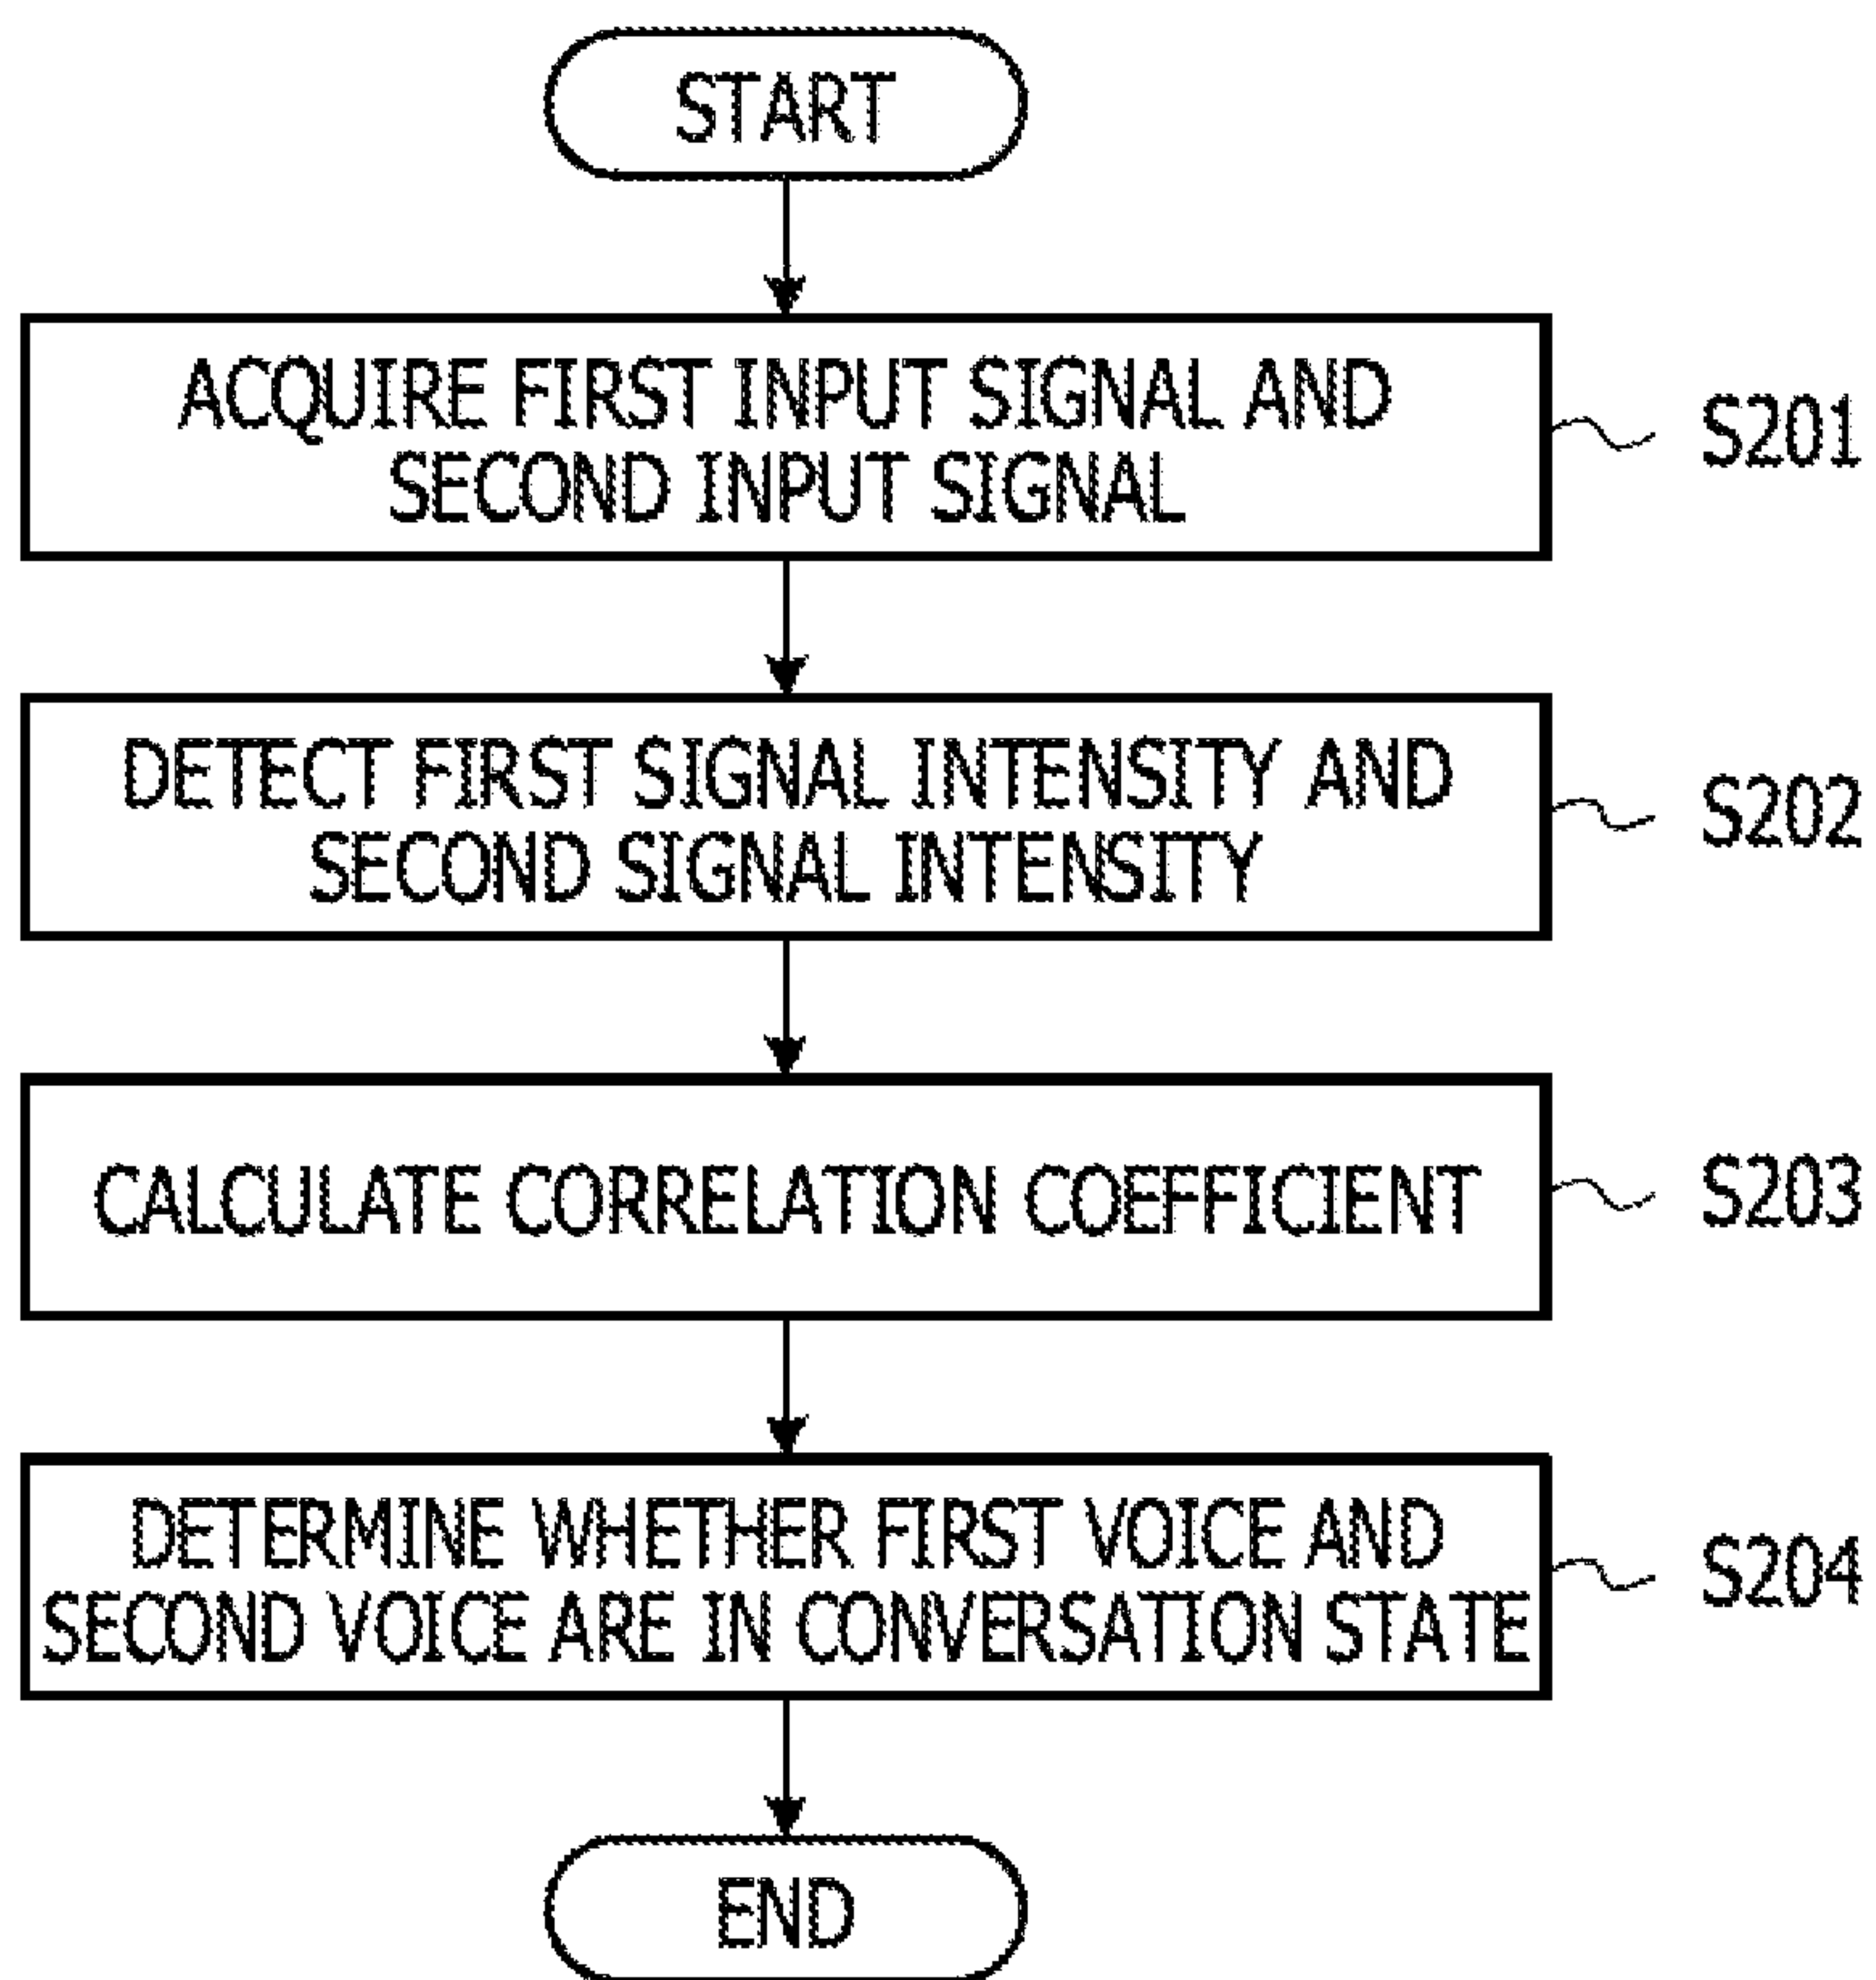 START
ACQUIRE FIRST INPUT SIGNAL AND
SECOND INPUT SIGNAL
S201
DETECT FIRST SIGNAL INTENSITY AND
SECOND SIGNAL INTENSITY
S202
CALCULATE CORRELATION COEFFICIENT
S203
DETERMINE WHETHER FIRST VOICE AND
SECOND VOICE ARE IN CONVERSATION STATE
S204
END